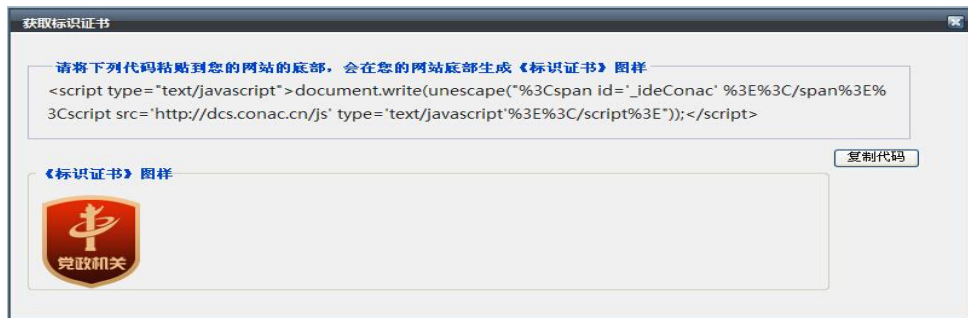 获取标识证书
请将下列代码粘贴到您的网站的底部，会在您的网站底部生成《标识证书》图样
<script type="text/javascript">document.write(unescape("%3Cspan id='_ideConac' %3E%3C/span%3E%
3Cscript src='http://dcs.conac.cn/js' type='text/javascript'%3E%3C/script%3E"));</script>
复制代码
《标识证书》图样
党政机关